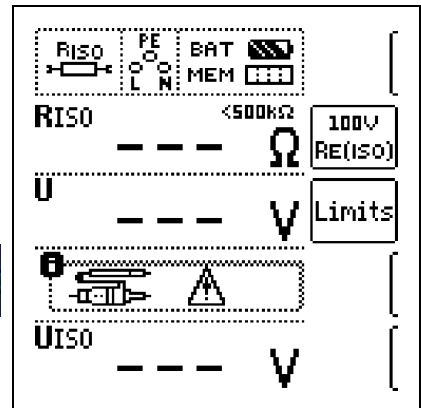 RISO PE L N BAT MEM
RISO <500kΩ
--- Ω
100V
RE(ISO)
U
--- V
Limits
UISO
--- V